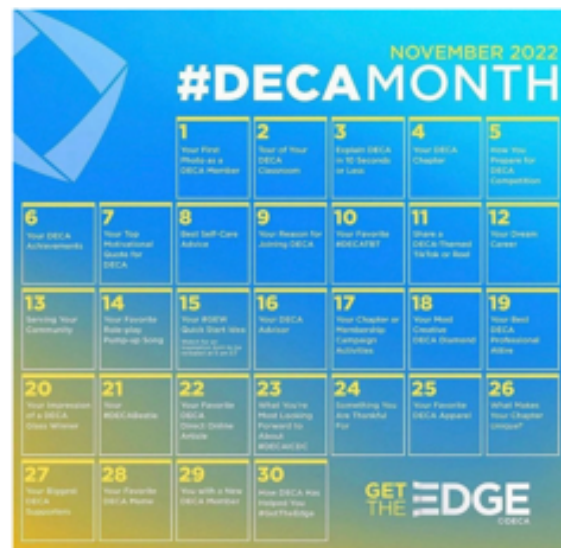 NOVEMBER 2022
#DECAMONTH
1
Your First
Photo as a
DECA Member
2
Tour of Your
DECA
Classroom
3
Explain DECA
in 10 Seconds
or Less
4
Your DECA
Chapter
5
How You
Prepare for
DECA
Competition
6
Your DECA
Achievements
7
Your Top
Motivational
Quote for
DECA
8
Best Self-Care
Advice
9
Your Reason for
Joining DECA
10
Your Favorite
#DECATBT
11
Share a
DECA-Themed
TikTok or Reel
12
Your Dream
Career
13
Serving Your
Community
14
Your Favorite
Role-play
Pump-up Song
15
Your #GEW
Quick Start Idea
16
Your DECA
Advisor
17
Your Chapter or
Membership
Campaign
Activities
18
Your Most
Creative
DECA Diamond
19
Your Best
DECA
Professional
Attire
20
Your Impression
of a DECA
Glass Winner
21
Your
#DECABestie
22
Your Favorite
DECA
Direct Online
Article
23
What You're
Most Looking
Forward to
About
#DECAICDC
24
Something You
Are Thankful
For
25
Your Favorite
DECA Apparel
26
What Makes
Your Chapter
Unique?
27
Your Biggest
DECA
Supporters
28
Your Favorite
DECA Meme
29
You with a New
DECA Member
30
How DECA Has
Helped You
#GetTheEdge
GET
THE EDGE
©DECA